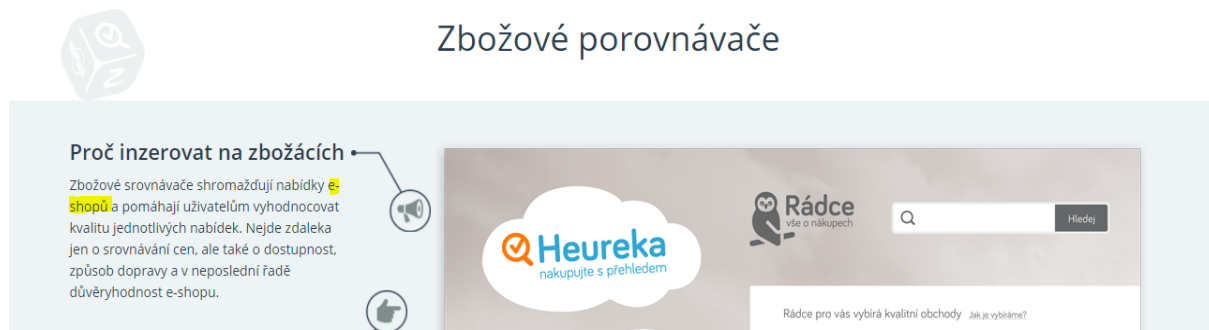 Zbožové porovnávače
Proč inzerovat na zbožácích
Zbožové srovnávače shromažďují nabídky e-
shopů a pomáhají uživatelům vyhodnocovat
kvalitu jednotlivých nabídek. Nejde zdaleka
jen o srovnávání cen, ale také o dostupnost,
způsob dopravy a v neposlední řadě
důvěryhodnost e-shopu.
Heureka
nakupujte s přehledem
Rádce
vše o nákupech
Hledej
Rádce pro vás vybírá kvalitní obchody Jak je vybíráme?
Z